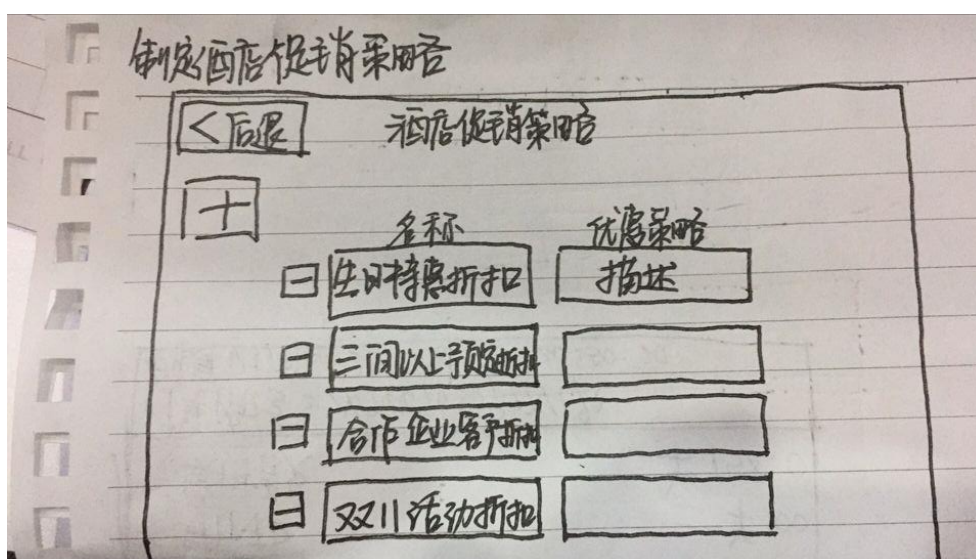 制定酒店促销策略
<后退 酒店促销策略
+
名称 优惠策略
- 生日特惠折扣 描述
- 三间以上预定折扣
- 合作企业客户折扣
- 双11活动折扣